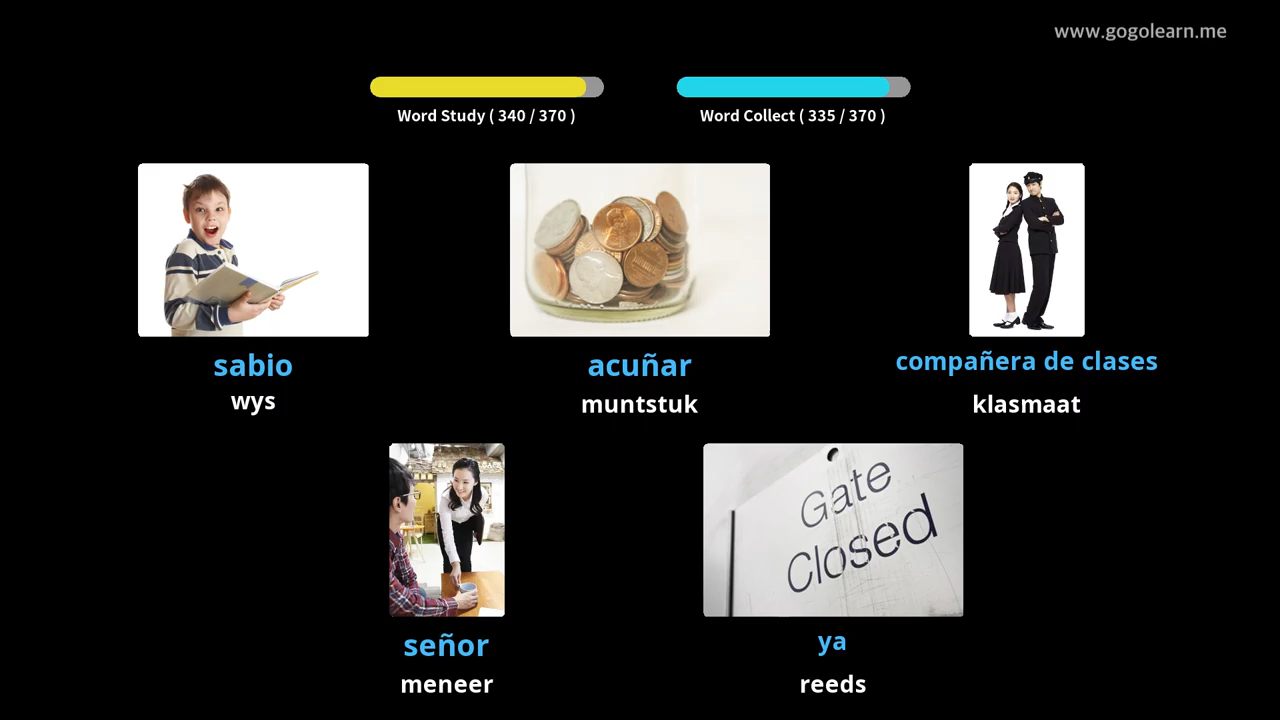 www.gogolearn.me
Word Study ( 340 / 370 )
Word Collect ( 335 / 370 )
sabio
wys
acuñar
muntstuk
compañera de clases
klasmaat
Gate
Closed
señor
meneer
ya
reeds